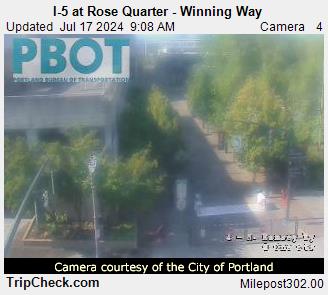 I-5 at Rose Quarter - Winning Way
Updated Jul 17 2024 9:08 AM Camera 4
PBOT
PORTLAND BUREAU OF TRANSPORTATION
Camera courtesy of the City of Portland
TripCheck.com Milepost302.00